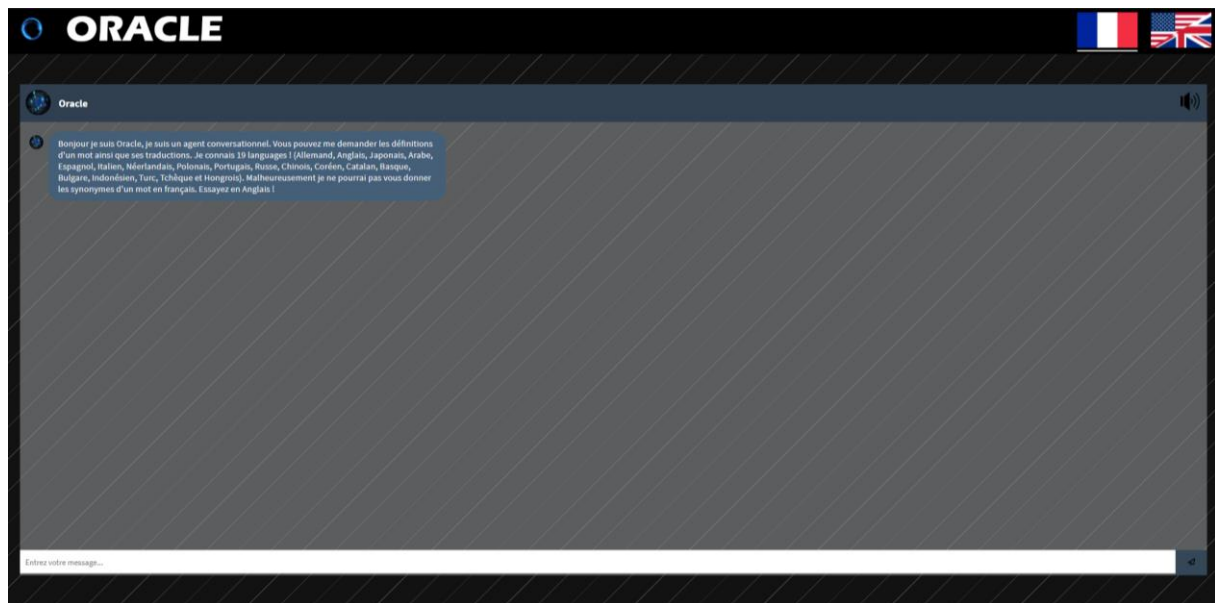 ORACLE
Oracle
Bonjour je suis Oracle, je suis un agent conversationnel. Vous pouvez me demander les définitions
d'un mot ainsi que ses traductions. Je connais 19 languages ! (Allemand, Anglais, Japonais, Arabe,
Espagnol, Italien, Néerlandais, Polonais, Portugais, Russe, Chinois, Coréen, Catalan, Basque,
Bulgare, Indonésien, Turc, Tchèque et Hongrois). Malheureusement je ne pourrai pas vous donner
les synonymes d'un mot en français. Essayez en Anglais !
Entrez votre message...